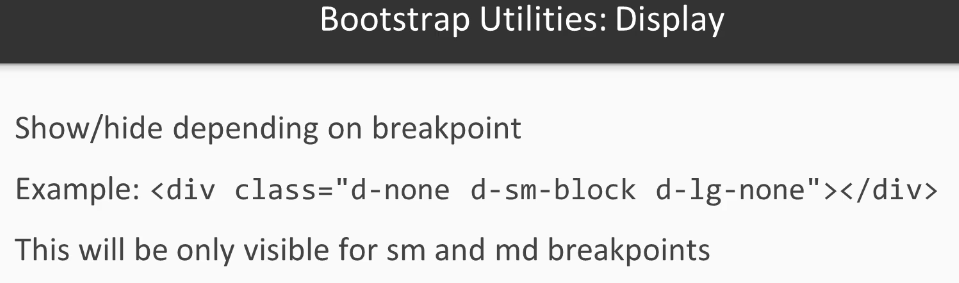 Bootstrap Utilities: Display
Show/hide depending on breakpoint
Example: <div class="d-none d-sm-block d-lg-none"></div>
This will be only visible for sm and md breakpoints